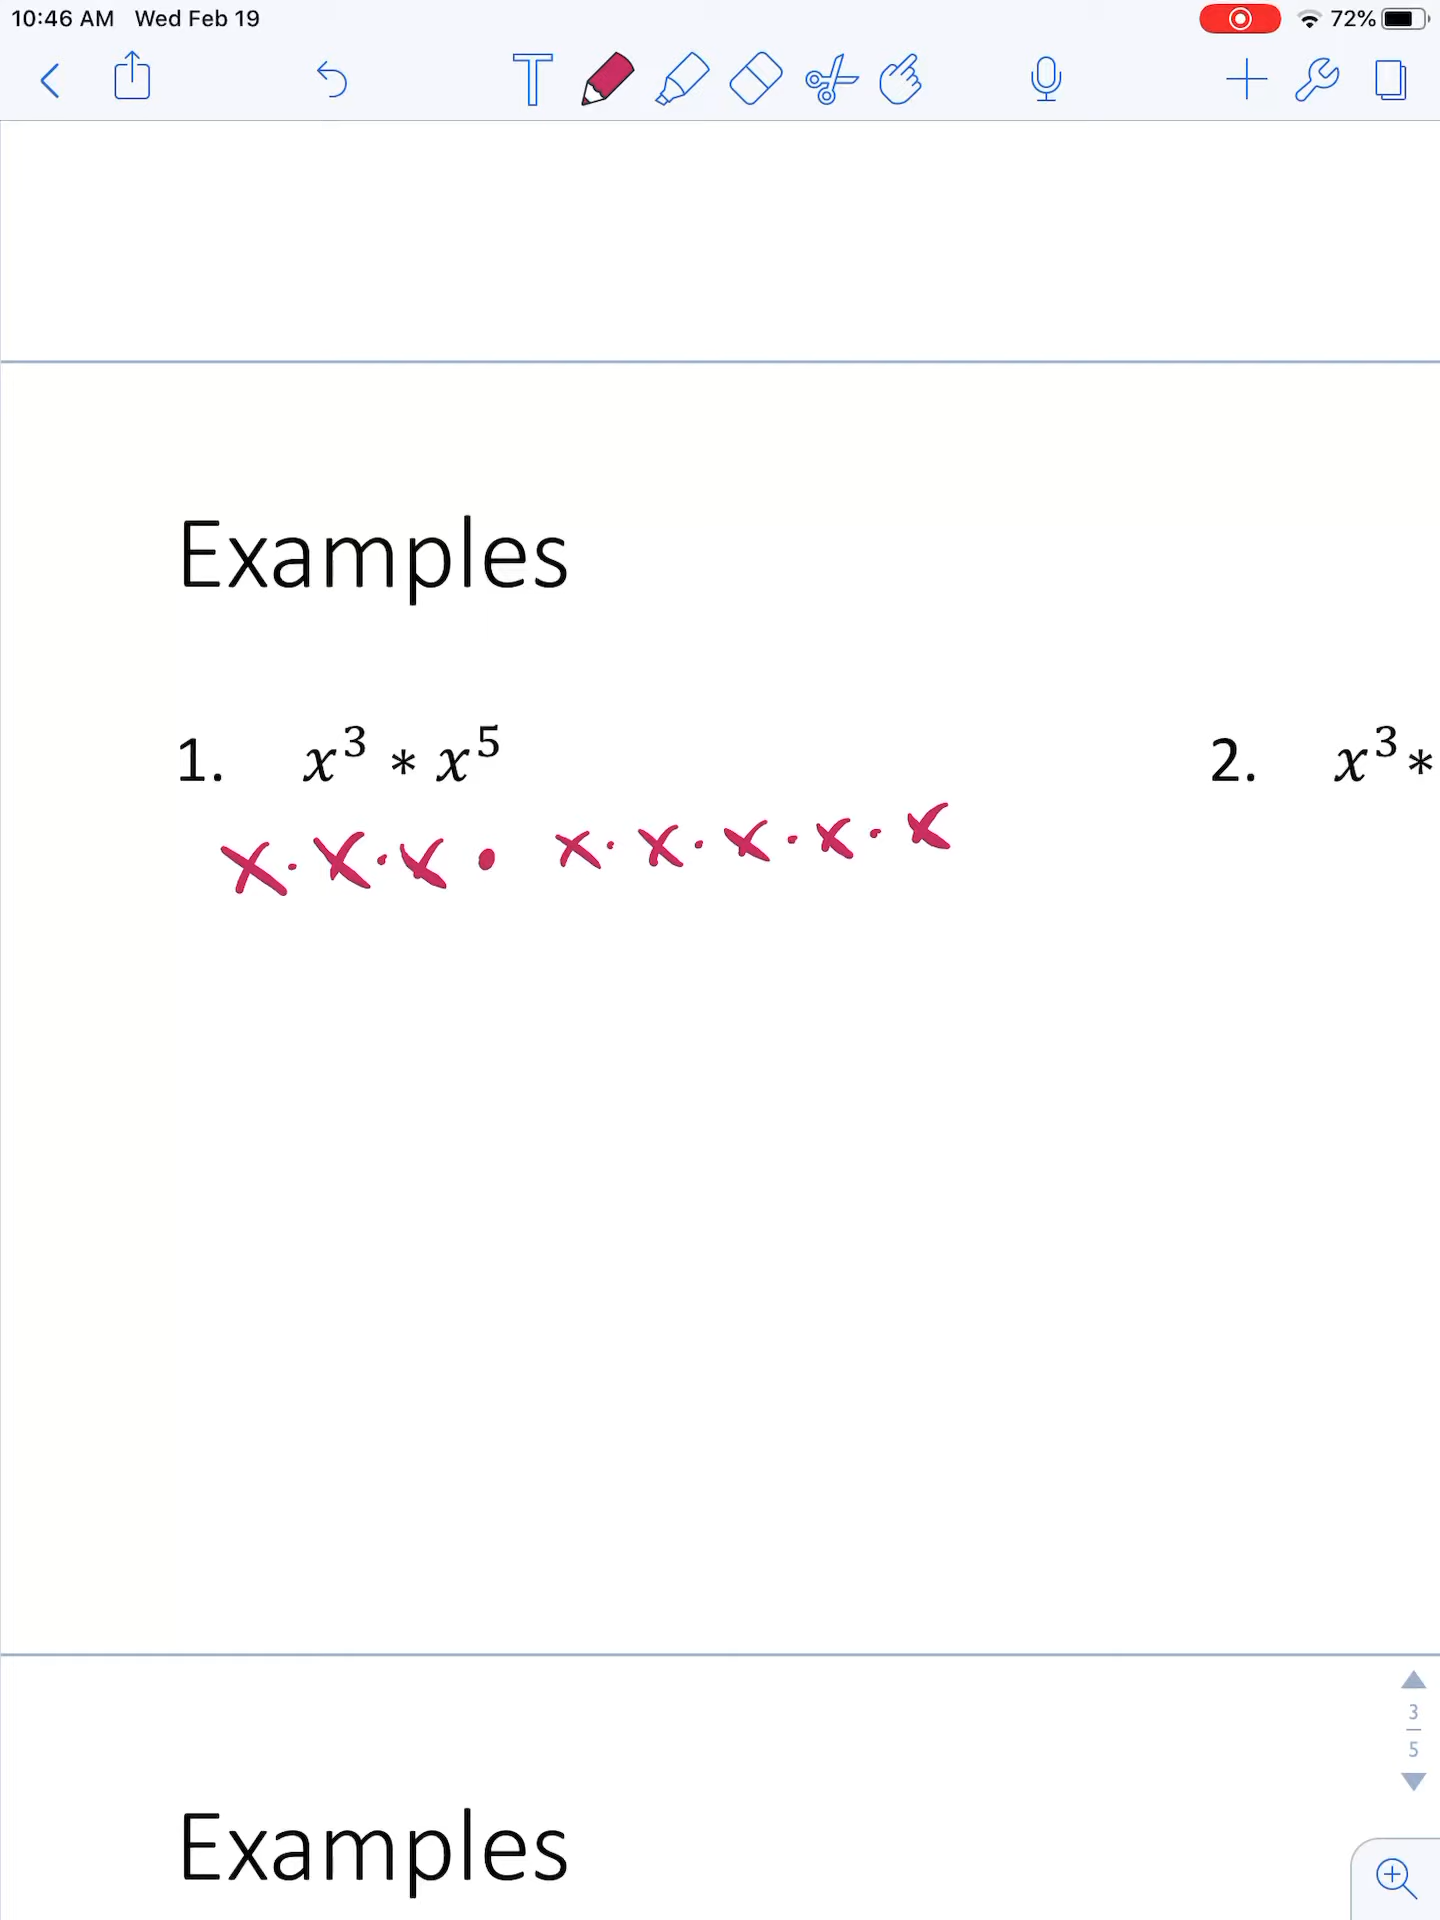 10:46 AM Wed Feb 19 72%
T
Examples
1. x³ * x⁵ 2. x³ *
x · x · x · x · x · x · x · x
3
5
Examples